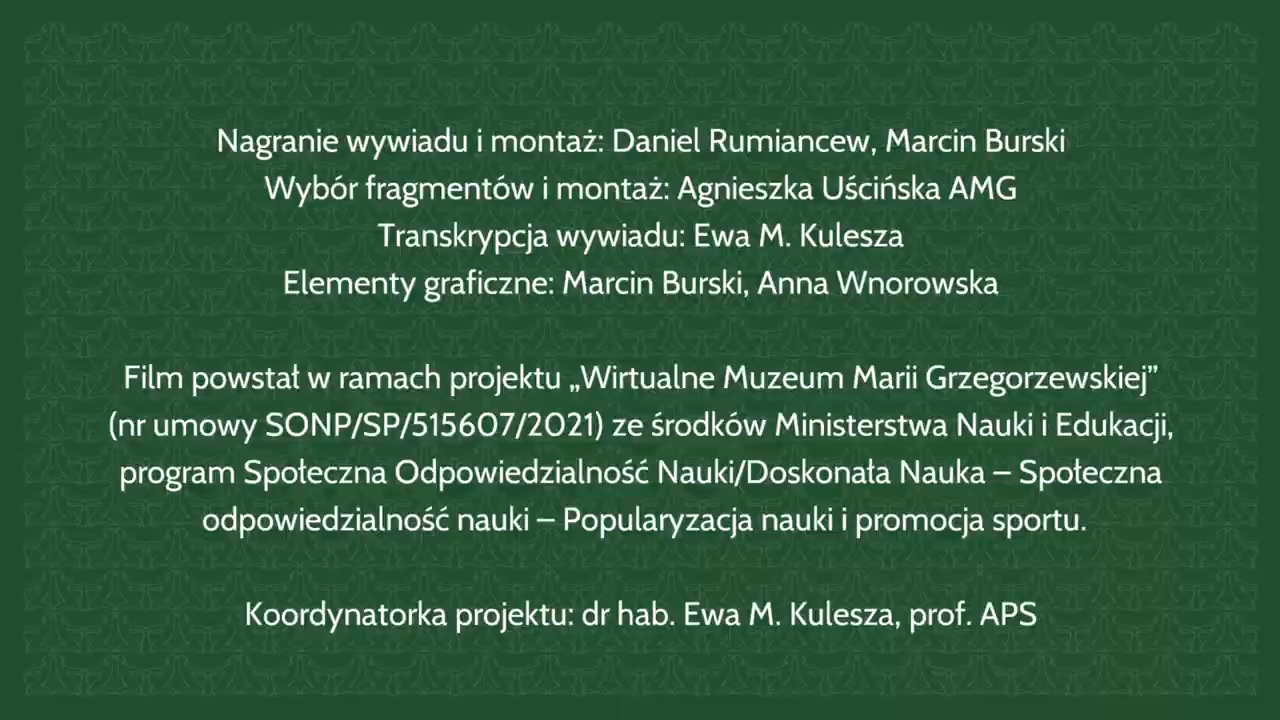 Nagranie wywiadu i montaż: Daniel Rumiancew, Marcin Burski
Wybór fragmentów i montaż: Agnieszka Uścińska AMG
Transkrypcja wywiadu: Ewa M. Kulesza
Elementy graficzne: Marcin Burski, Anna Wnorowska
Film powstał w ramach projektu „Wirtualne Muzeum Marii Grzegorzewskiej”
(nr umowy SONP/SP/515607/2021) ze środków Ministerstwa Nauki i Edukacji,
program Społeczna Odpowiedzialność Nauki/Doskonała Nauka – Społeczna
odpowiedzialność nauki – Popularyzacja nauki i promocja sportu.
Koordynatorka projektu: dr hab. Ewa M. Kulesza, prof. APS